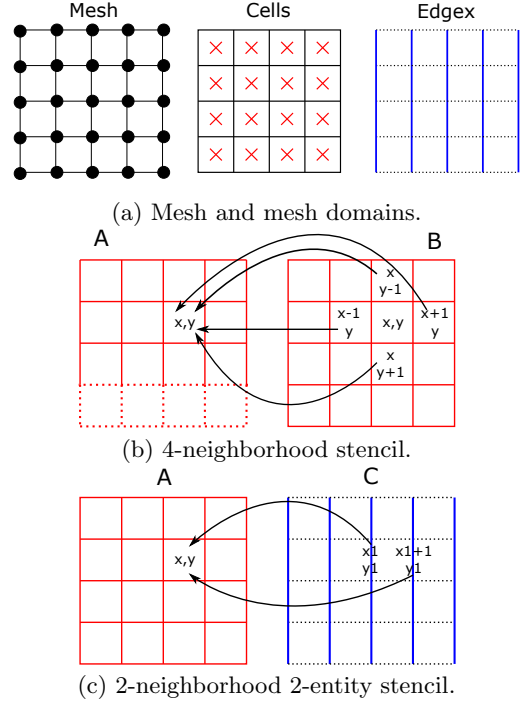 Mesh Cells Edgex
(a) Mesh and mesh domains.
A B
x
y-1
x,y
x-1
y
x,y
x+1
y
x
y+1
(b) 4-neighborhood stencil.
A C
x,y
x1
y1
x1+1
y1
(c) 2-neighborhood 2-entity stencil.